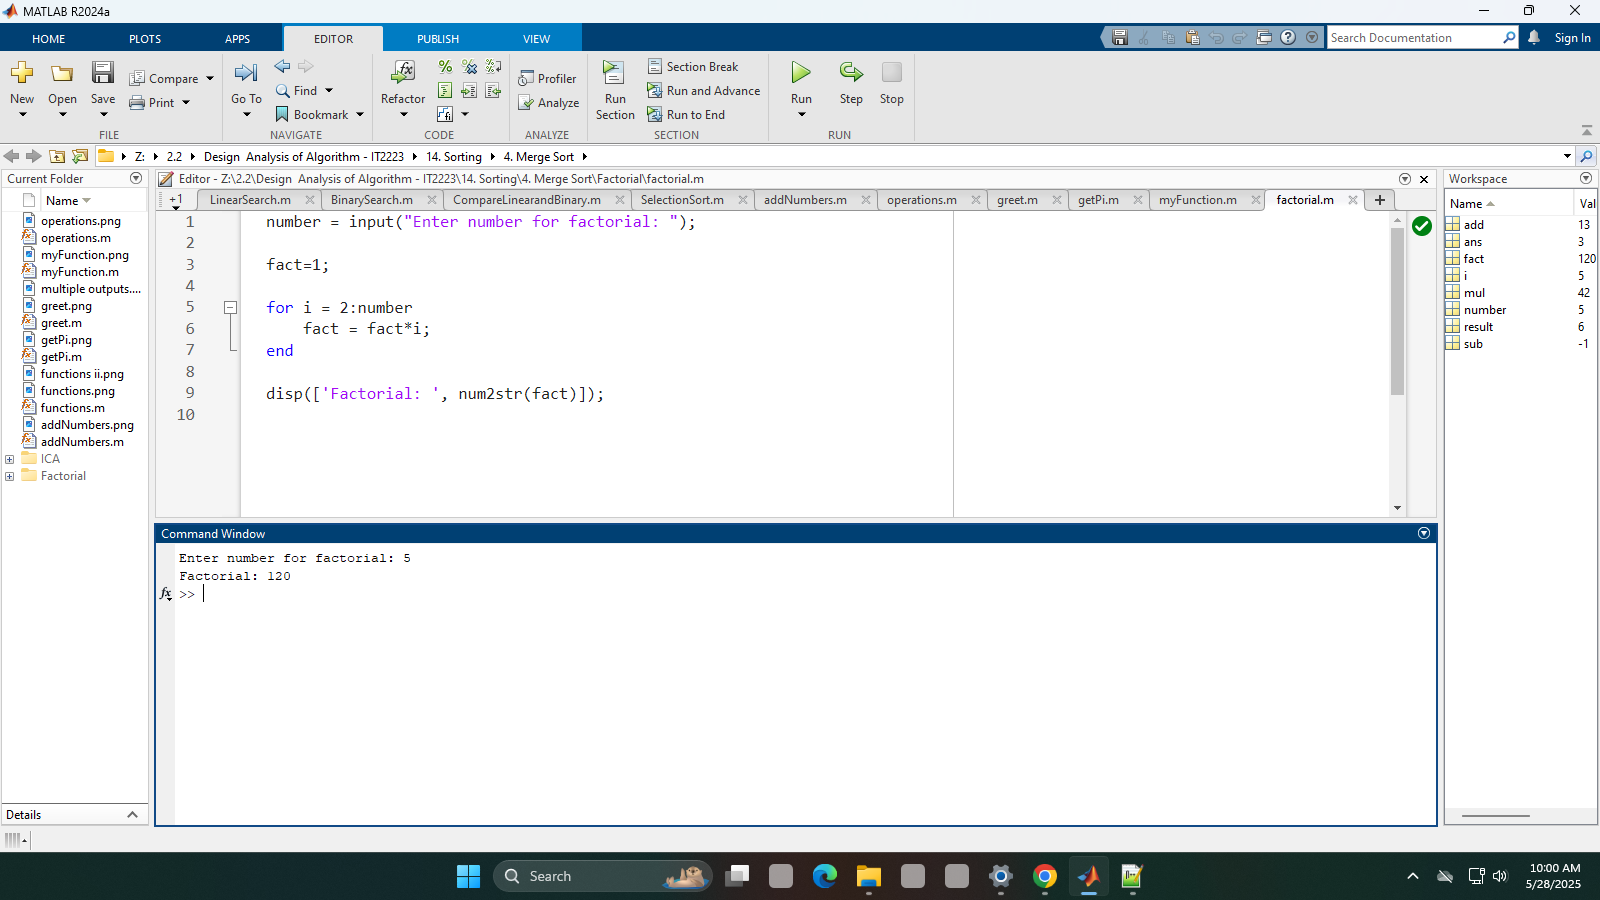 MATLAB R2024a
HOME PLOTS APPS EDITOR PUBLISH VIEW Search Documentation Sign In
New Open Save Compare Print
FILE
Go To Find Bookmark
NAVIGATE
Refactor
CODE
Profiler Analyze
ANALYZE
Run Section Section Break Run and Advance Run to End
SECTION
Run Step Stop
RUN
Z: 2.2 Design Analysis of Algorithm - IT2223 14. Sorting 4. Merge Sort
Current Folder
Name
operations.png
operations.m
myFunction.png
myFunction.m
multiple outputs....
greet.png
greet.m
getPi.png
getPi.m
functions ii.png
functions.png
functions.m
addNumbers.png
addNumbers.m
ICA
Factorial
Details
Editor - Z:\2.2\Design Analysis of Algorithm - IT2223\14. Sorting\4. Merge Sort\Factorial\factorial.m
+1 LinearSearch.m BinarySearch.m CompareLinearandBinary.m SelectionSort.m addNumbers.m operations.m greet.m getPi.m myFunction.m factorial.m +
1 number = input("Enter number for factorial: ");
2
3 fact=1;
4
5 for i = 2:number
6 fact = fact*i;
7 end
8
9 disp(['Factorial: ', num2str(fact)]);
10
Command Window
Enter number for factorial: 5
Factorial: 120
fx >>
Workspace
Name Val
add 13
ans 3
fact 120
i 5
mul 42
number 5
result 6
sub -1
Search
10:00 AM
5/28/2025